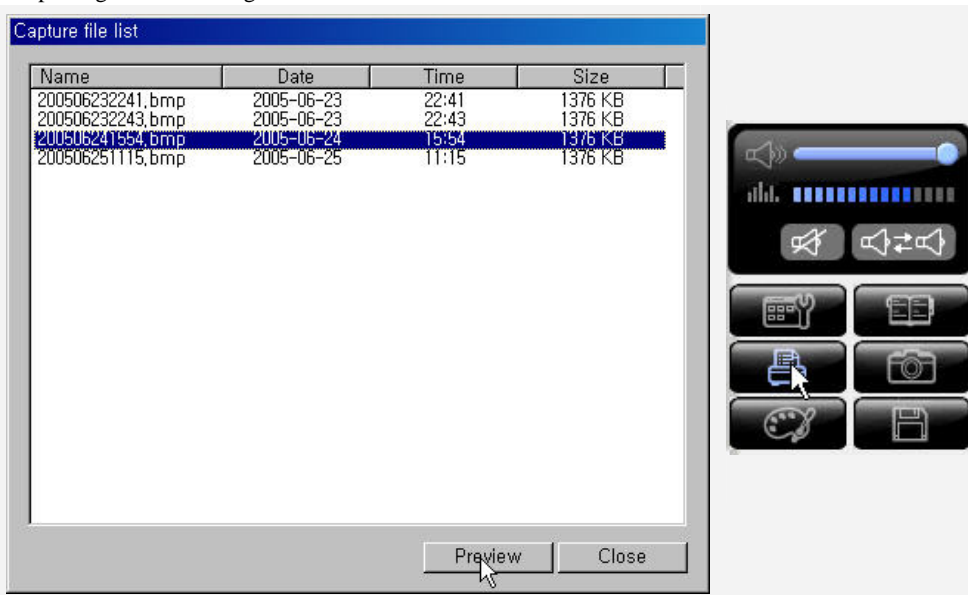 Capture file list
Name Date Time Size
200506232241,bmp 2005-06-23 22:41 1376 KB
200506232243,bmp 2005-06-23 22:43 1376 KB
200506241554,bmp 2005-06-24 15:54 1376 KB
200506251115,bmp 2005-06-25 11:15 1376 KB
Preview Close